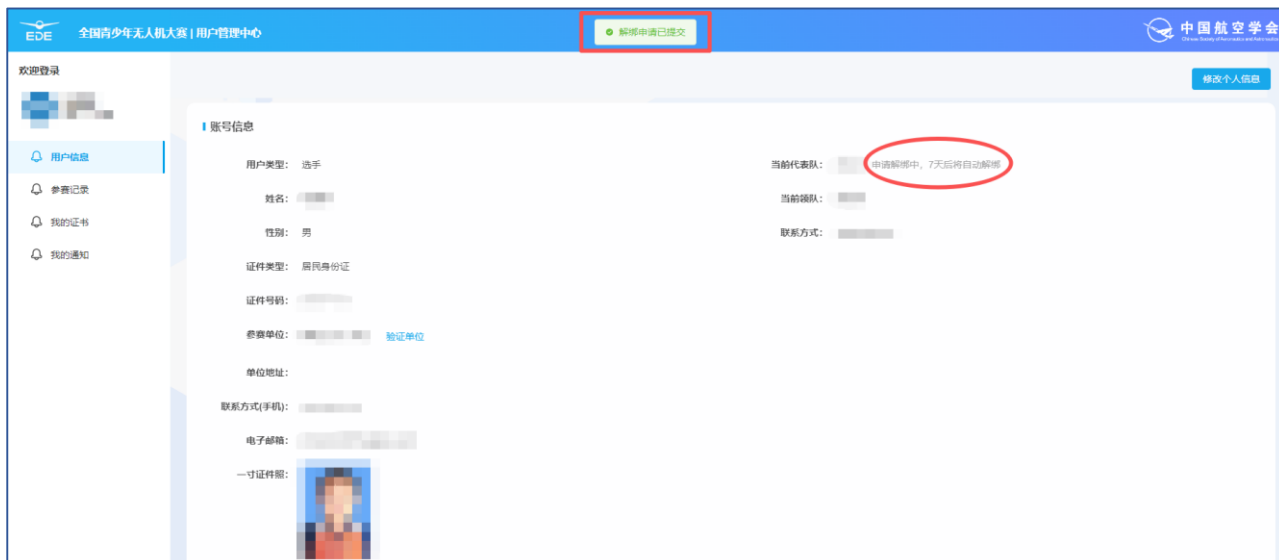 EDE
全国青少年无人机大赛 | 用户管理中心
解绑申请已提交
中国航空学会
Chinese Society of Aeronautics and Astronautics
欢迎登录
修改个人信息
用户信息
参赛记录
我的证书
我的通知
账号信息
用户类型： 选手
姓名：
性别： 男
证件类型： 居民身份证
证件号码：
参赛单位： 验证单位
单位地址：
联系方式(手机)：
电子邮箱：
一寸证件照：
当前代表队： 申请解绑中，7天后将自动解绑
当前领队：
联系方式：